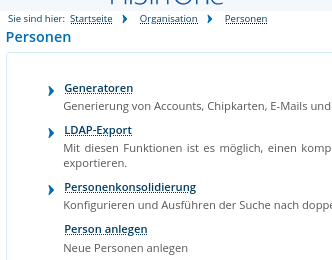 Sie sind hier: Startseite Organisation Personen
Personen
Generatoren
Generierung von Accounts, Chipkarten, E-Mails und
LDAP-Export
Mit diesen Funktionen ist es möglich, einen komp
exportieren.
Personenkonsolidierung
Konfigurieren und Ausführen der Suche nach doppe
Person anlegen
Neue Personen anlegen